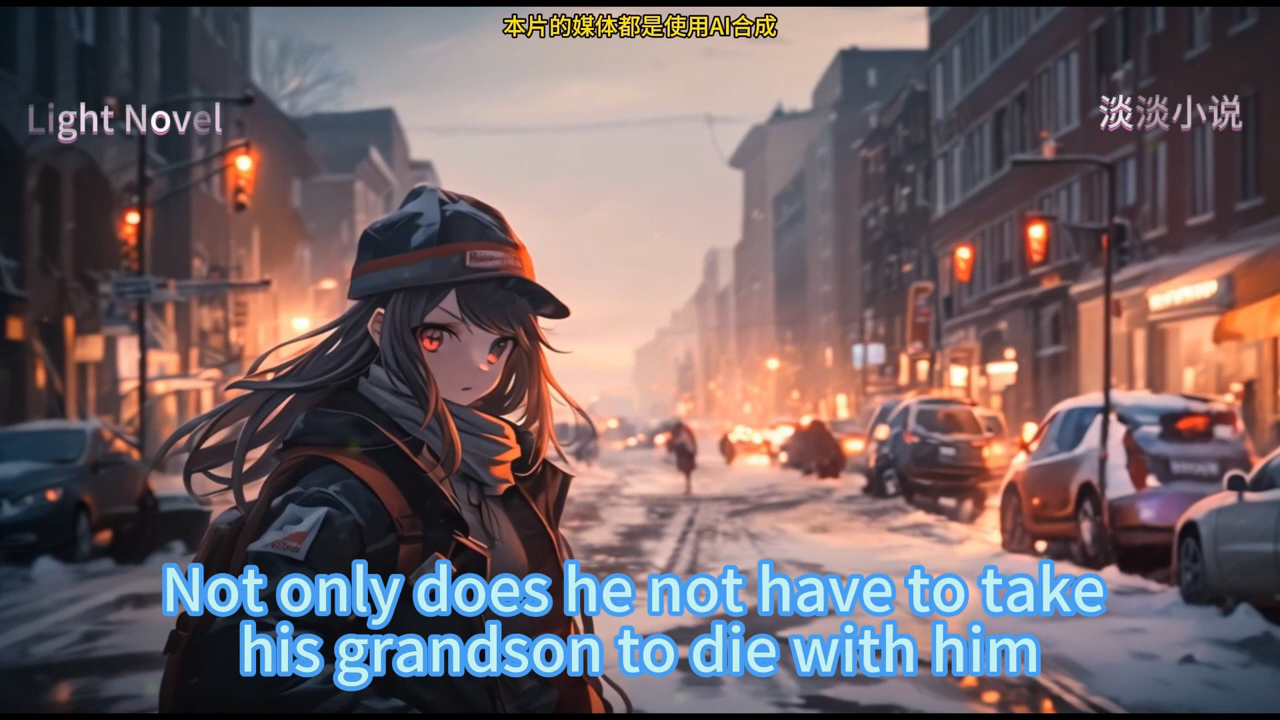 本片的媒体都是使用AI合成
Light Novel
淡淡小说
Not only does he not have to take
his grandson to die with him